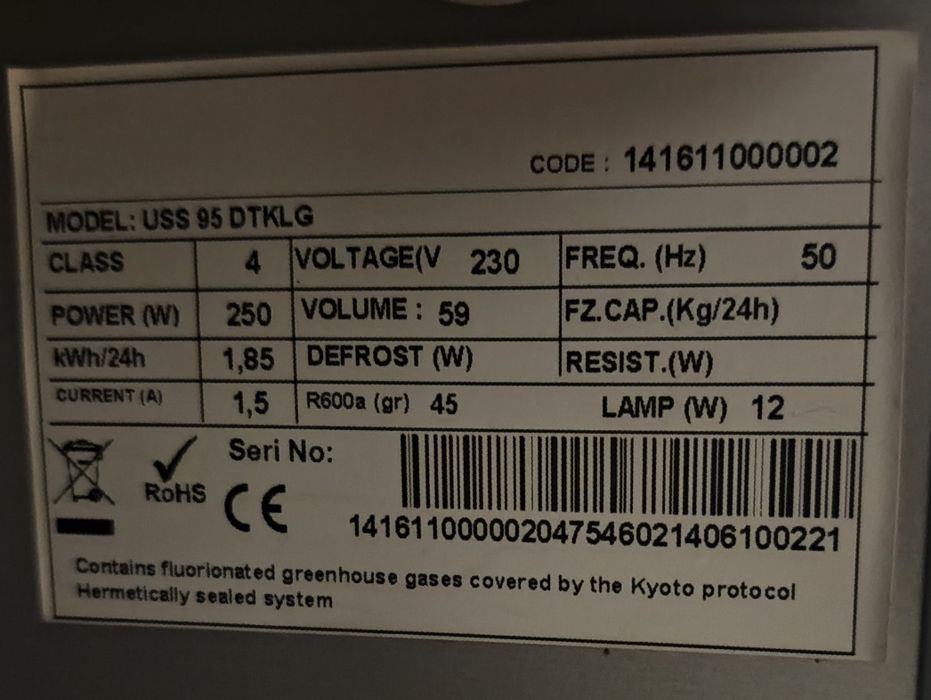 CODE : 141611000002
MODEL: USS 95 DTKLG
CLASS 4 VOLTAGE(V 230 FREQ. (Hz) 50
POWER (W) 250 VOLUME : 59 FZ.CAP.(Kg/24h)
kWh/24h 1,85 DEFROST (W) RESIST.(W)
CURRENT (A) 1,5 R600a (gr) 45 LAMP (W) 12
Seri No:
RoHS CE
141611000002047546021406100221
Contains fluorionated greenhouse gases covered by the Kyoto protocol
Hermetically sealed system